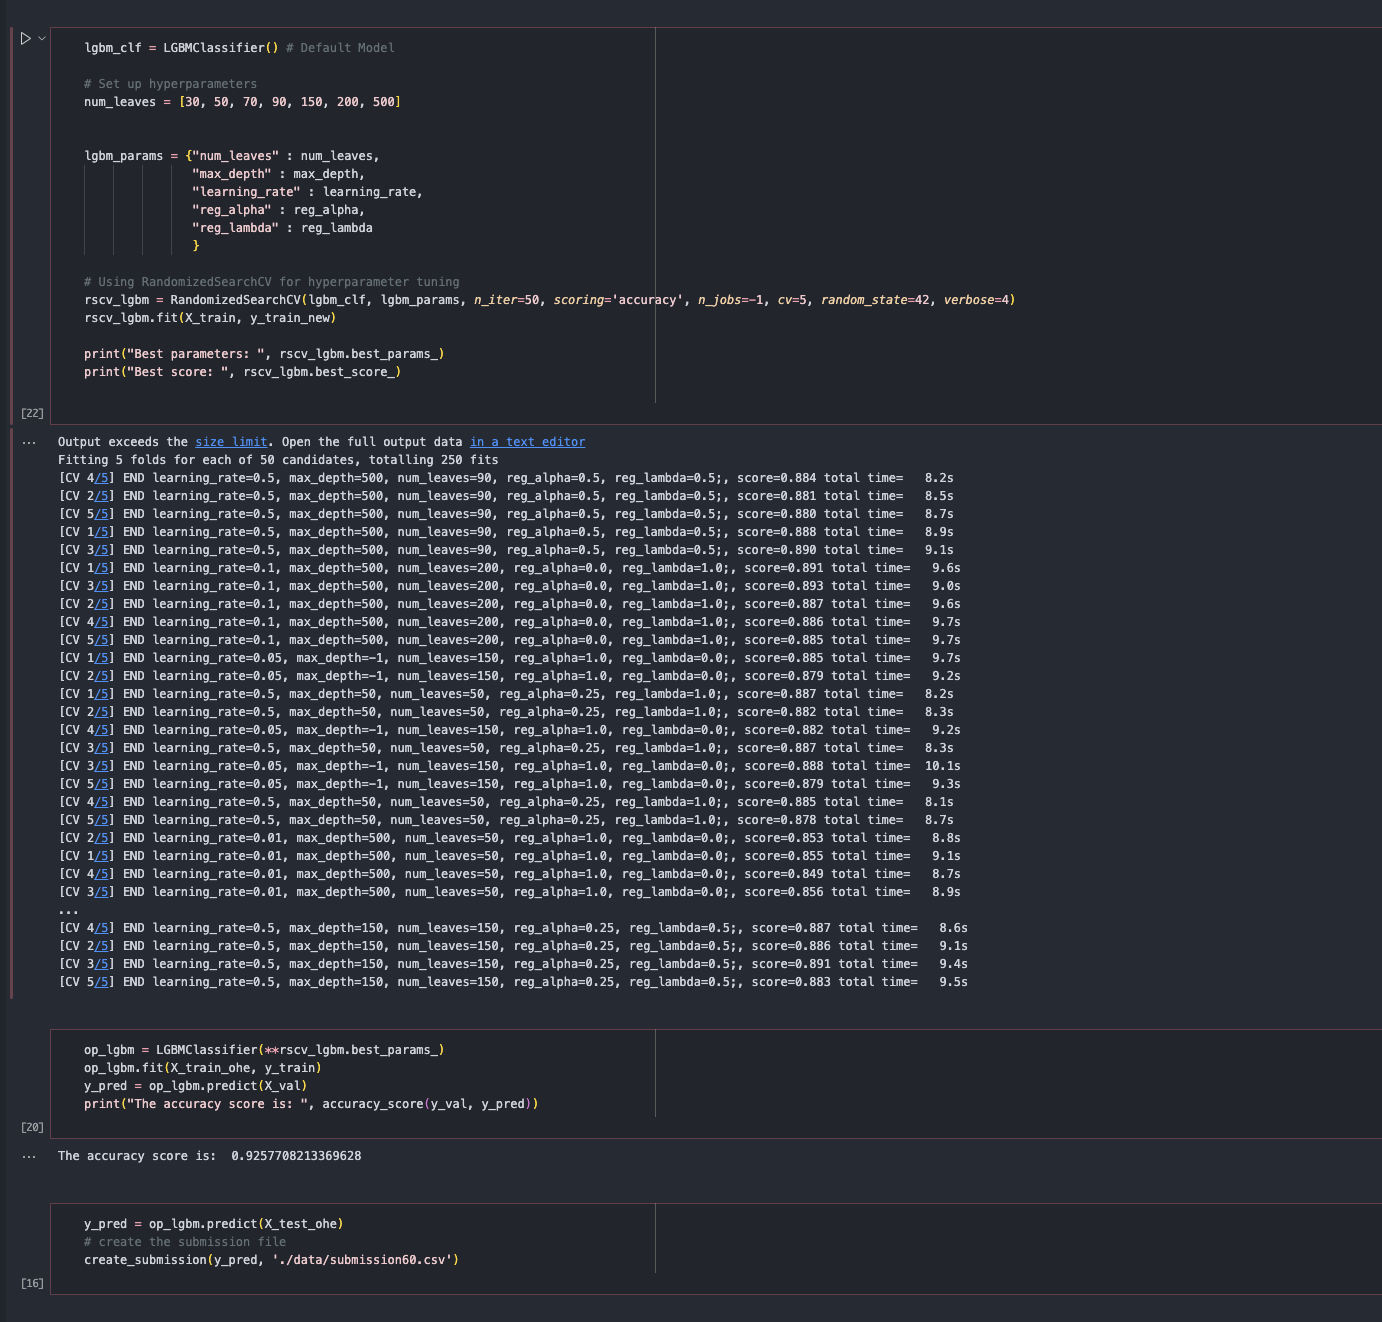 lgbm_clf = LGBMClassifier() # Default Model
# Set up hyperparameters
num_leaves = [30, 50, 70, 90, 150, 200, 500]
lgbm_params = {"num_leaves" : num_leaves,
"max_depth" : max_depth,
"learning_rate" : learning_rate,
"reg_alpha" : reg_alpha,
"reg_lambda" : reg_lambda
}
# Using RandomizedSearchCV for hyperparameter tuning
rscv_lgbm = RandomizedSearchCV(lgbm_clf, lgbm_params, n_iter=50, scoring='accuracy', n_jobs=-1, cv=5, random_state=42, verbose=4)
rscv_lgbm.fit(X_train, y_train_new)
print("Best parameters: ", rscv_lgbm.best_params_)
print("Best score: ", rscv_lgbm.best_score_)
[22]
... Output exceeds the size limit. Open the full output data in a text editor
Fitting 5 folds for each of 50 candidates, totalling 250 fits
[CV 4/5] END learning_rate=0.5, max_depth=500, num_leaves=90, reg_alpha=0.5, reg_lambda=0.5;, score=0.884 total time=   8.2s
[CV 2/5] END learning_rate=0.5, max_depth=500, num_leaves=90, reg_alpha=0.5, reg_lambda=0.5;, score=0.881 total time=   8.5s
[CV 5/5] END learning_rate=0.5, max_depth=500, num_leaves=90, reg_alpha=0.5, reg_lambda=0.5;, score=0.880 total time=   8.7s
[CV 1/5] END learning_rate=0.5, max_depth=500, num_leaves=90, reg_alpha=0.5, reg_lambda=0.5;, score=0.888 total time=   8.9s
[CV 3/5] END learning_rate=0.5, max_depth=500, num_leaves=90, reg_alpha=0.5, reg_lambda=0.5;, score=0.890 total time=   9.1s
[CV 1/5] END learning_rate=0.1, max_depth=500, num_leaves=200, reg_alpha=0.0, reg_lambda=1.0;, score=0.891 total time=   9.6s
[CV 3/5] END learning_rate=0.1, max_depth=500, num_leaves=200, reg_alpha=0.0, reg_lambda=1.0;, score=0.893 total time=   9.0s
[CV 2/5] END learning_rate=0.1, max_depth=500, num_leaves=200, reg_alpha=0.0, reg_lambda=1.0;, score=0.887 total time=   9.6s
[CV 4/5] END learning_rate=0.1, max_depth=500, num_leaves=200, reg_alpha=0.0, reg_lambda=1.0;, score=0.886 total time=   9.7s
[CV 5/5] END learning_rate=0.1, max_depth=500, num_leaves=200, reg_alpha=0.0, reg_lambda=1.0;, score=0.885 total time=   9.7s
[CV 1/5] END learning_rate=0.05, max_depth=-1, num_leaves=150, reg_alpha=1.0, reg_lambda=0.0;, score=0.885 total time=   9.7s
[CV 2/5] END learning_rate=0.05, max_depth=-1, num_leaves=150, reg_alpha=1.0, reg_lambda=0.0;, score=0.879 total time=   9.2s
[CV 1/5] END learning_rate=0.5, max_depth=50, num_leaves=50, reg_alpha=0.25, reg_lambda=1.0;, score=0.887 total time=   8.2s
[CV 2/5] END learning_rate=0.5, max_depth=50, num_leaves=50, reg_alpha=0.25, reg_lambda=1.0;, score=0.882 total time=   8.3s
[CV 4/5] END learning_rate=0.05, max_depth=-1, num_leaves=150, reg_alpha=1.0, reg_lambda=0.0;, score=0.882 total time=   9.2s
[CV 3/5] END learning_rate=0.5, max_depth=50, num_leaves=50, reg_alpha=0.25, reg_lambda=1.0;, score=0.887 total time=   8.3s
[CV 3/5] END learning_rate=0.05, max_depth=-1, num_leaves=150, reg_alpha=1.0, reg_lambda=0.0;, score=0.888 total time=  10.1s
[CV 5/5] END learning_rate=0.05, max_depth=-1, num_leaves=150, reg_alpha=1.0, reg_lambda=0.0;, score=0.879 total time=   9.3s
[CV 4/5] END learning_rate=0.5, max_depth=50, num_leaves=50, reg_alpha=0.25, reg_lambda=1.0;, score=0.885 total time=   8.1s
[CV 5/5] END learning_rate=0.5, max_depth=50, num_leaves=50, reg_alpha=0.25, reg_lambda=1.0;, score=0.878 total time=   8.7s
[CV 2/5] END learning_rate=0.01, max_depth=500, num_leaves=50, reg_alpha=1.0, reg_lambda=0.0;, score=0.853 total time=   8.8s
[CV 1/5] END learning_rate=0.01, max_depth=500, num_leaves=50, reg_alpha=1.0, reg_lambda=0.0;, score=0.855 total time=   9.1s
[CV 4/5] END learning_rate=0.01, max_depth=500, num_leaves=50, reg_alpha=1.0, reg_lambda=0.0;, score=0.849 total time=   8.7s
[CV 3/5] END learning_rate=0.01, max_depth=500, num_leaves=50, reg_alpha=1.0, reg_lambda=0.0;, score=0.856 total time=   8.9s
...
[CV 4/5] END learning_rate=0.5, max_depth=150, num_leaves=150, reg_alpha=0.25, reg_lambda=0.5;, score=0.887 total time=   8.6s
[CV 2/5] END learning_rate=0.5, max_depth=150, num_leaves=150, reg_alpha=0.25, reg_lambda=0.5;, score=0.886 total time=   9.1s
[CV 3/5] END learning_rate=0.5, max_depth=150, num_leaves=150, reg_alpha=0.25, reg_lambda=0.5;, score=0.891 total time=   9.4s
[CV 5/5] END learning_rate=0.5, max_depth=150, num_leaves=150, reg_alpha=0.25, reg_lambda=0.5;, score=0.883 total time=   9.5s
op_lgbm = LGBMClassifier(**rscv_lgbm.best_params_)
op_lgbm.fit(X_train_ohe, y_train)
y_pred = op_lgbm.predict(X_val)
print("The accuracy score is: ", accuracy_score(y_val, y_pred))
[20]
... The accuracy score is:  0.9257708213369628
y_pred = op_lgbm.predict(X_test_ohe)
# create the submission file
create_submission(y_pred, './data/submission60.csv')
[16]